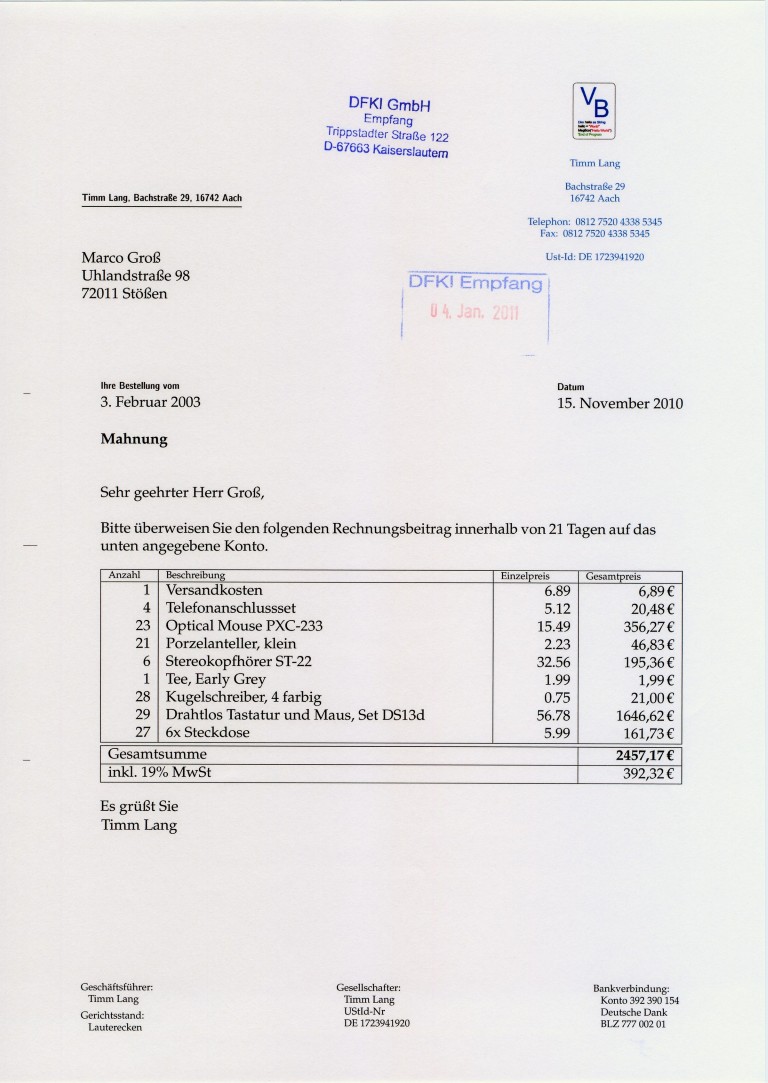 DFKI GmbH
Empfang
Trippstadter Straße 122
D-67663 Kaiserslautern
VB
Timm Lang
Bachstraße 29
16742 Aach
Telephon: 0812 7520 4338 5345
Fax: 0812 7520 4338 5345
Ust-Id: DE 1723941920
Timm Lang, Bachstraße 29, 16742 Aach
Marco Groß
Uhlandstraße 98
72011 Stößen
DFKI Empfang
04. Jan. 2011
Ihre Bestellung vom
3. Februar 2003
Datum
15. November 2010
Mahnung
Sehr geehrter Herr Groß,
Bitte überweisen Sie den folgenden Rechnungsbeitrag innerhalb von 21 Tagen auf das
unten angegebene Konto.
Anzahl Beschreibung Einzelpreis Gesamtpreis
1 Versandkosten 6.89 6,89 €
4 Telefonanschlussset 5.12 20,48 €
23 Optical Mouse PXC-233 15.49 356,27 €
21 Porzelanteller, klein 2.23 46,83 €
6 Stereokopfhörer ST-22 32.56 195,36 €
1 Tee, Early Grey 1.99 1,99 €
28 Kugelschreiber, 4 farbig 0.75 21,00 €
29 Drahtlos Tastatur und Maus, Set DS13d 56.78 1646,62 €
27 6x Steckdose 5.99 161,73 €
Gesamtsumme 2457,17 €
inkl. 19% MwSt 392,32 €
Es grüßt Sie
Timm Lang
Geschäftsführer:
Timm Lang
Gerichtsstand:
Lauterecken
Gesellschafter:
Timm Lang
UStId-Nr
DE 1723941920
Bankverbindung:
Konto 392 390 154
Deutsche Dank
BLZ 777 002 01